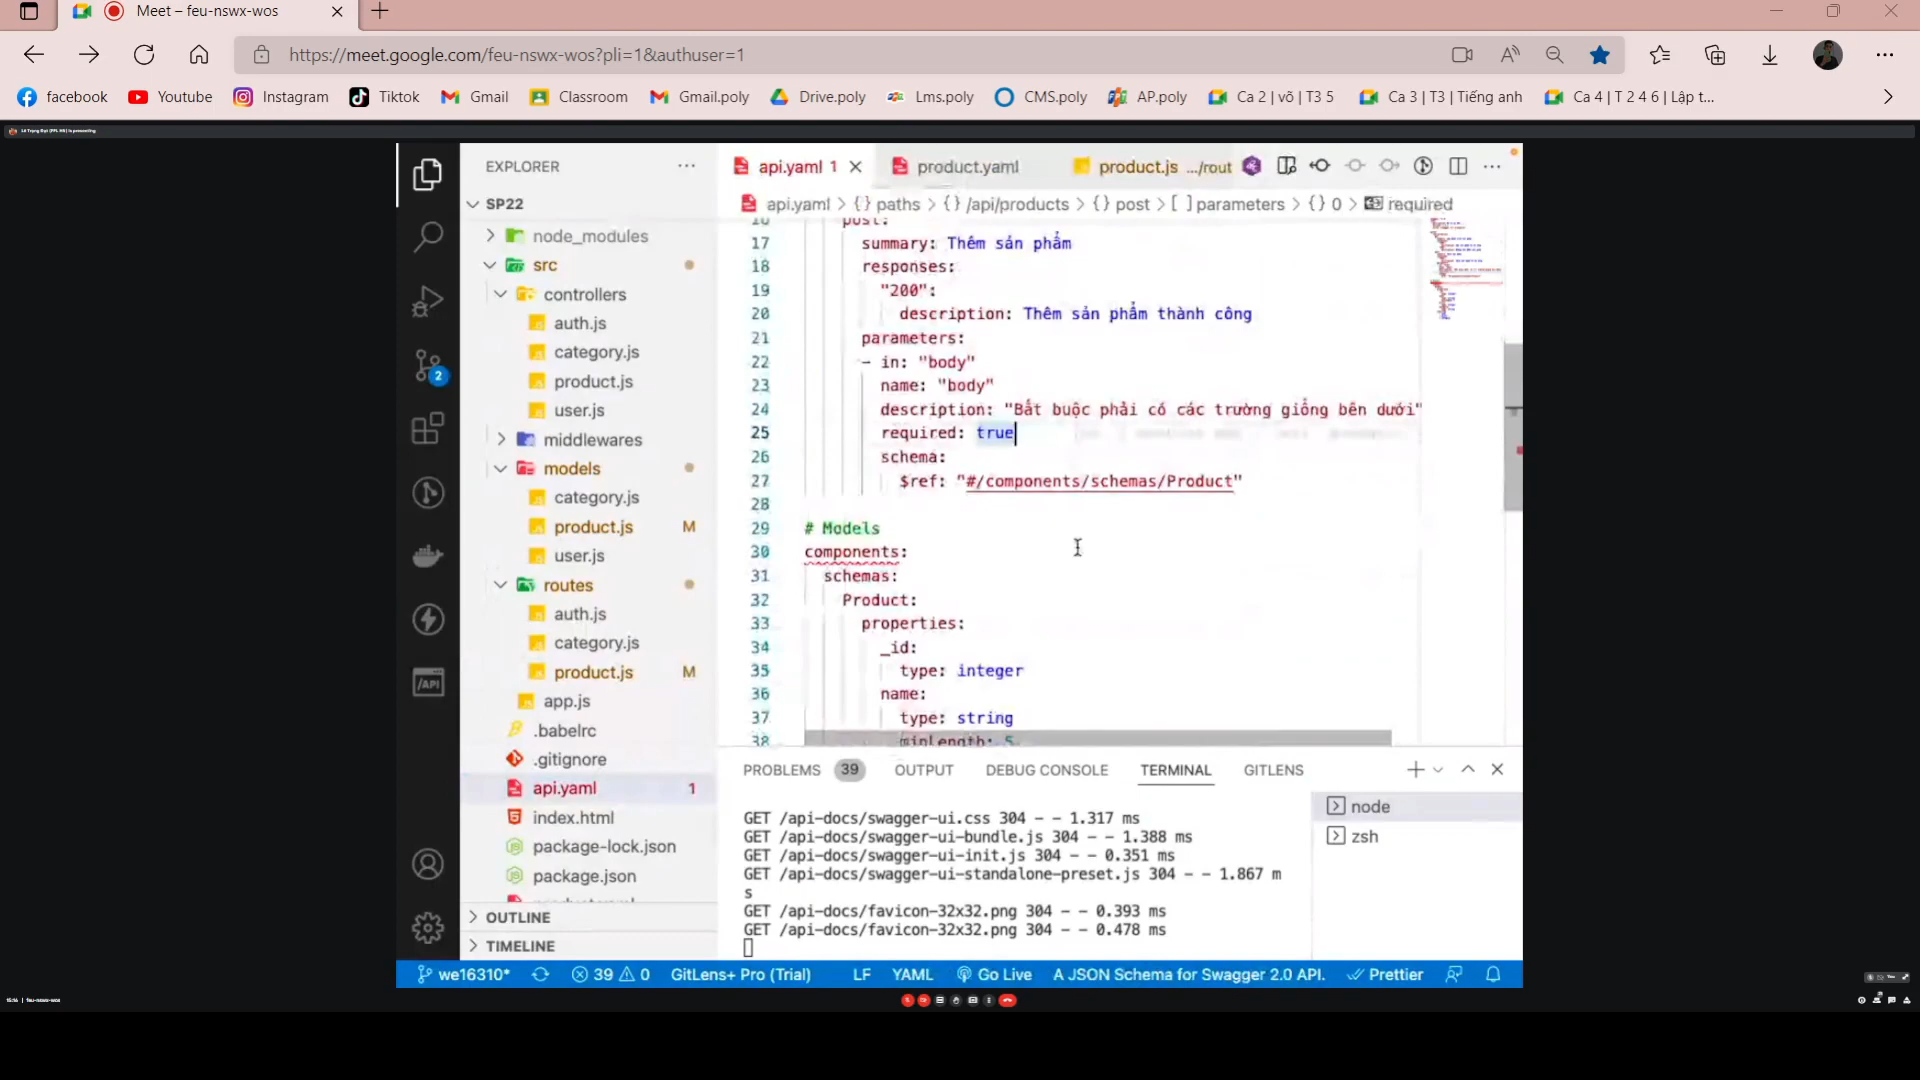 Meet – feu-nswx-wos
https://meet.google.com/feu-nswx-wos?pli=1&authuser=1
facebook
Youtube
Instagram
Tiktok
Gmail
Classroom
Gmail.poly
Drive.poly
Lms.poly
CMS.poly
AP.poly
Ca 2 | võ | T3 5
Ca 3 | T3 | Tiếng anh
Ca 4 | T 2 4 6 | Lập t...
EXPLORER
SP22
node_modules
src
controllers
auth.js
category.js
product.js
user.js
middlewares
models
category.js
product.js M
user.js
routes
auth.js
category.js
product.js M
app.js
.babelrc
.gitignore
api.yaml 1
index.html
package-lock.json
package.json
OUTLINE
TIMELINE
2
/API
api.yaml 1
product.yaml
product.js .../rout
api.yaml > {} paths > {} /api/products > {} post > [ ] parameters > {} 0 > required
16 post:
17 summary: Thêm sản phẩm
18 responses:
19 "200":
20 description: Thêm sản phẩm thành công
21 parameters:
22 - in: "body"
23 name: "body"
24 description: "Bắt buộc phải có các trường giống bên dưới"
25 required: true
26 schema:
27 $ref: "#/components/schemas/Product"
28
29 # Models
30 components:
31 schemas:
32 Product:
33 properties:
34 _id:
35 type: integer
36 name:
37 type: string
38 minLength: 5
PROBLEMS 39 OUTPUT DEBUG CONSOLE TERMINAL GITLENS
GET /api-docs/swagger-ui.css 304 - - 1.317 ms
GET /api-docs/swagger-ui-bundle.js 304 - - 1.388 ms
GET /api-docs/swagger-ui-init.js 304 - - 0.351 ms
GET /api-docs/swagger-ui-standalone-preset.js 304 - - 1.867 m
s
GET /api-docs/favicon-32x32.png 304 - - 0.393 ms
GET /api-docs/favicon-32x32.png 304 - - 0.478 ms
node
zsh
we16310* 39 0 GitLens+ Pro (Trial) LF YAML Go Live A JSON Schema for Swagger 2.0 API. Prettier
feu-nswx-wos